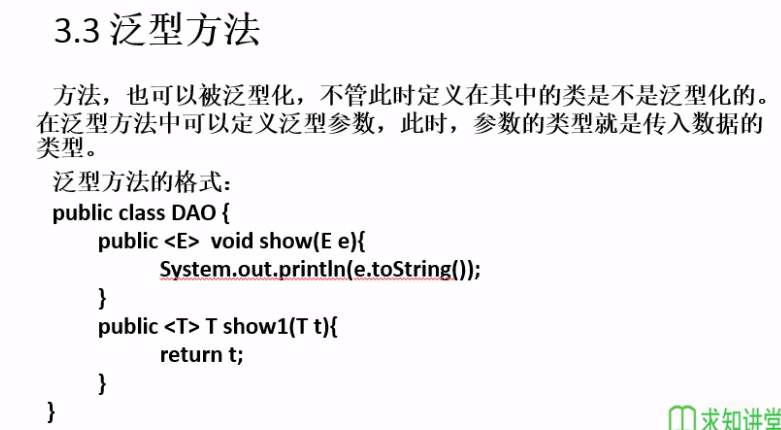 3.3 泛型方法
方法，也可以被泛型化，不管此时定义在其中的类是不是泛型化的。
在泛型方法中可以定义泛型参数，此时，参数的类型就是传入数据的
类型。
泛型方法的格式：
public class DAO {
public <E>  void show(E e){
System.out.println(e.toString());
}
public <T> T show1(T t){
return t;
}
}
求知讲堂